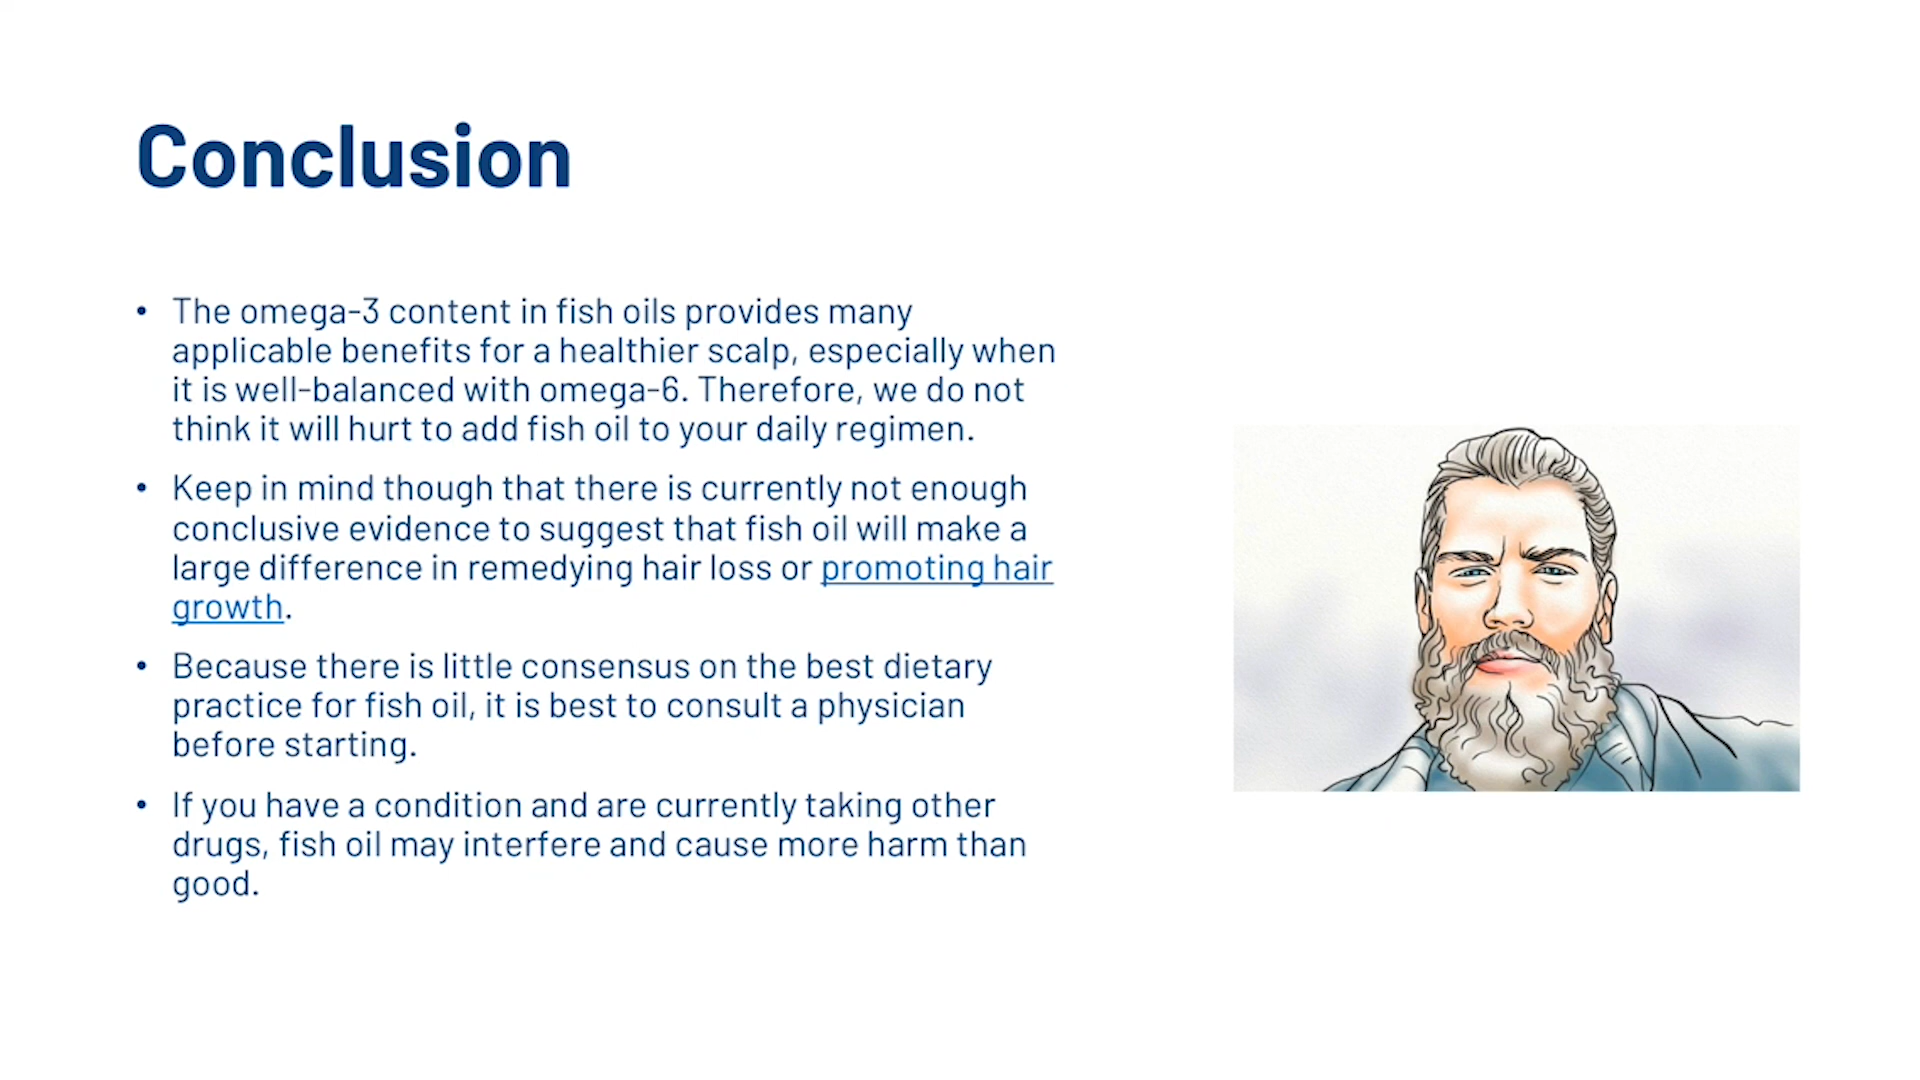 Conclusion
• The omega-3 content in fish oils provides many
applicable benefits for a healthier scalp, especially when
it is well-balanced with omega-6. Therefore, we do not
think it will hurt to add fish oil to your daily regimen.
• Keep in mind though that there is currently not enough
conclusive evidence to suggest that fish oil will make a
large difference in remedying hair loss or promoting hair
growth.
• Because there is little consensus on the best dietary
practice for fish oil, it is best to consult a physician
before starting.
• If you have a condition and are currently taking other
drugs, fish oil may interfere and cause more harm than
good.